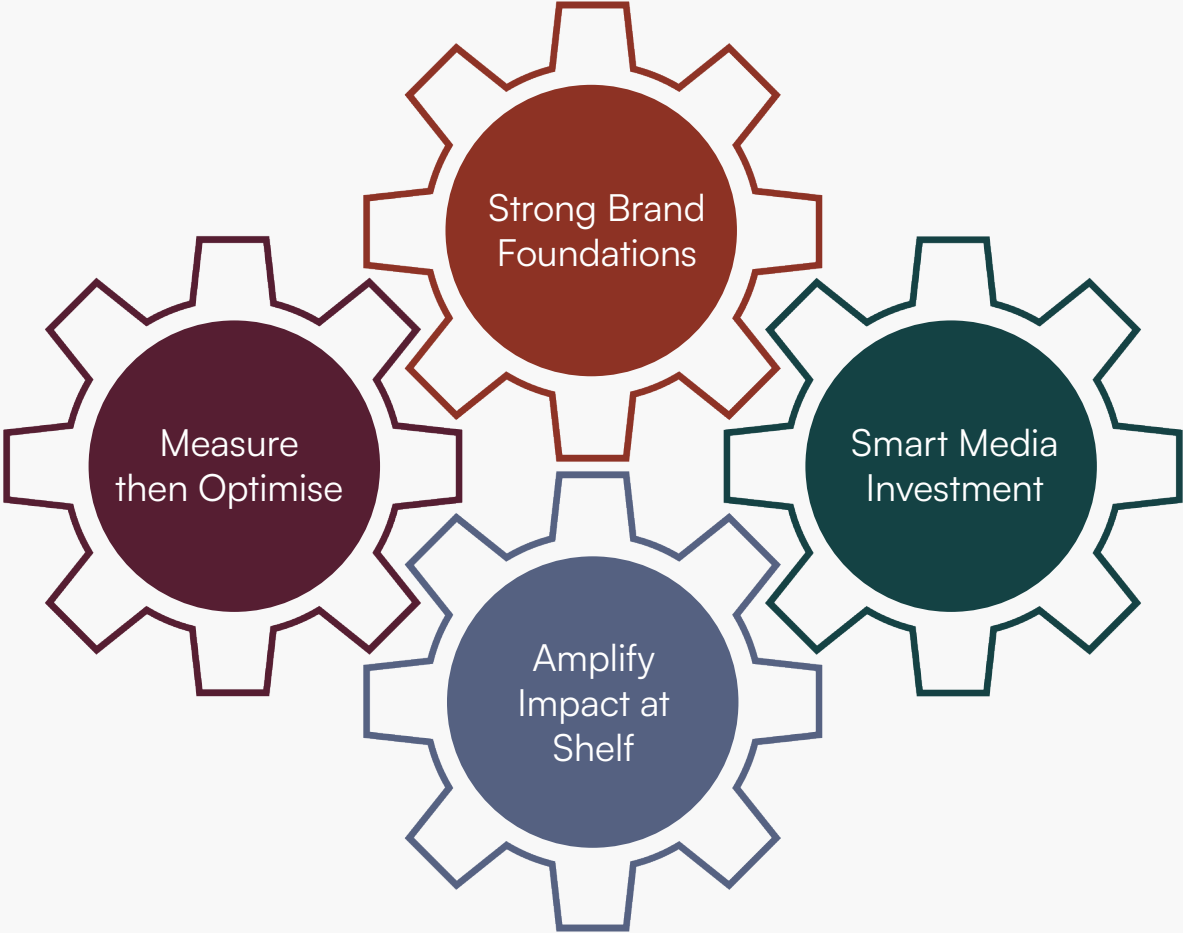 Strong Brand
Foundations
Measure
then Optimise
Smart Media
Investment
Amplify
Impact at
Shelf